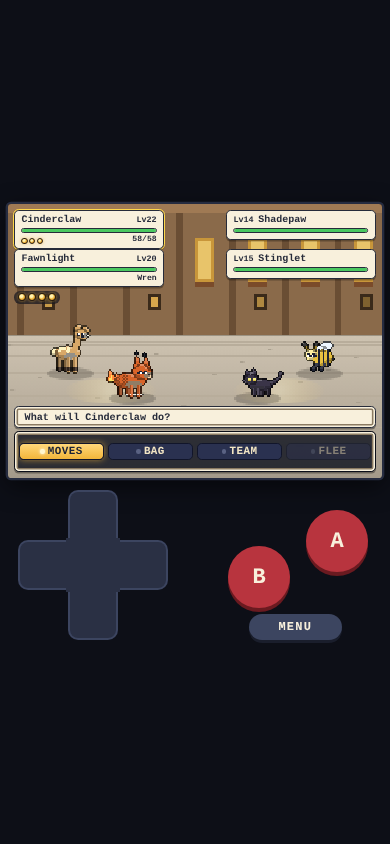 Cinderclaw Lv22
58/58
Fawnlight Lv20
Wren
Lv14 Shadepaw
Lv15 Stinglet
What will Cinderclaw do?
MOVES BAG TEAM FLEE
A
B
MENU